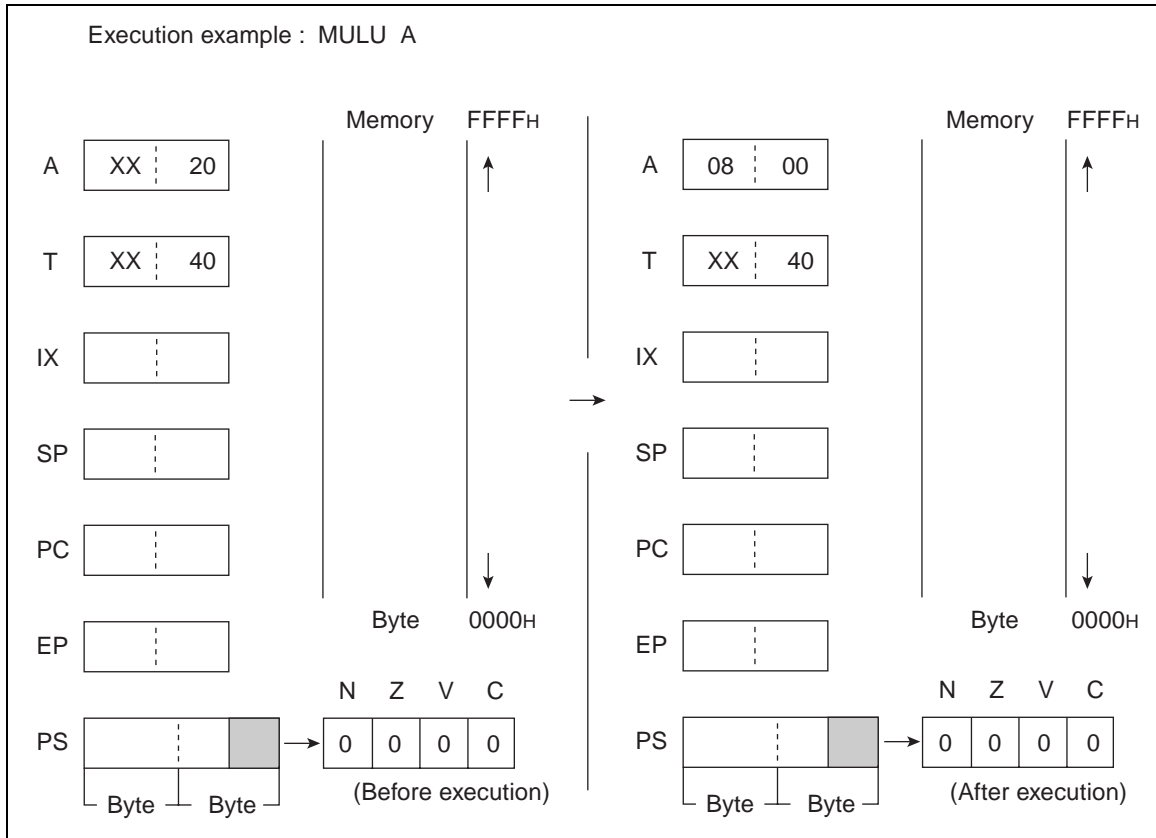 Execution example : MULU A
Memory FFFFH
A XX 20
T XX 40
IX
SP
PC
EP
Byte 0000H
N Z V C
PS 0 0 0 0
Byte Byte
(Before execution)
Memory FFFFH
A 08 00
T XX 40
IX
SP
PC
EP
Byte 0000H
N Z V C
PS 0 0 0 0
Byte Byte
(After execution)